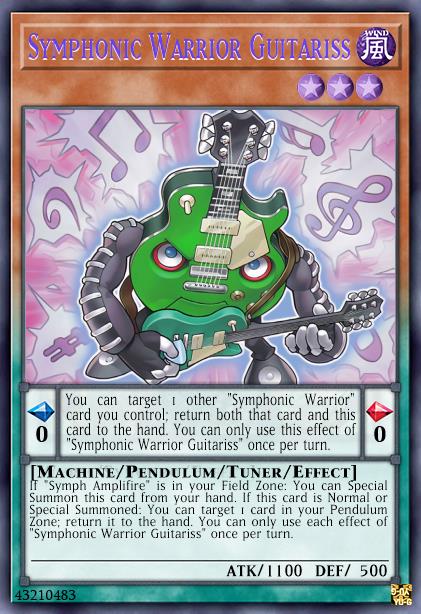 Symphonic Warrior Guitariss
WIND
風
You can target 1 other "Symphonic Warrior"
card you control; return both that card and this
card to the hand. You can only use this effect of
"Symphonic Warrior Guitariss" once per turn.
0
0
[Machine/Pendulum/Tuner/Effect]
If "Symph Amplifire" is in your Field Zone: You can Special
Summon this card from your hand. If this card is Normal or
Special Summoned: You can target 1 card in your Pendulum
Zone; return it to the hand. You can only use each effect of
"Symphonic Warrior Guitariss" once per turn.
ATK/1100 DEF/ 500
43210483